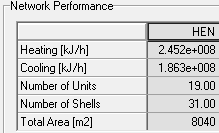 Network Performance
HEN
Heating [kJ/h] 2.452e+008
Cooling [kJ/h] 1.863e+008
Number of Units 19.00
Number of Shells 31.00
Total Area [m2] 8040